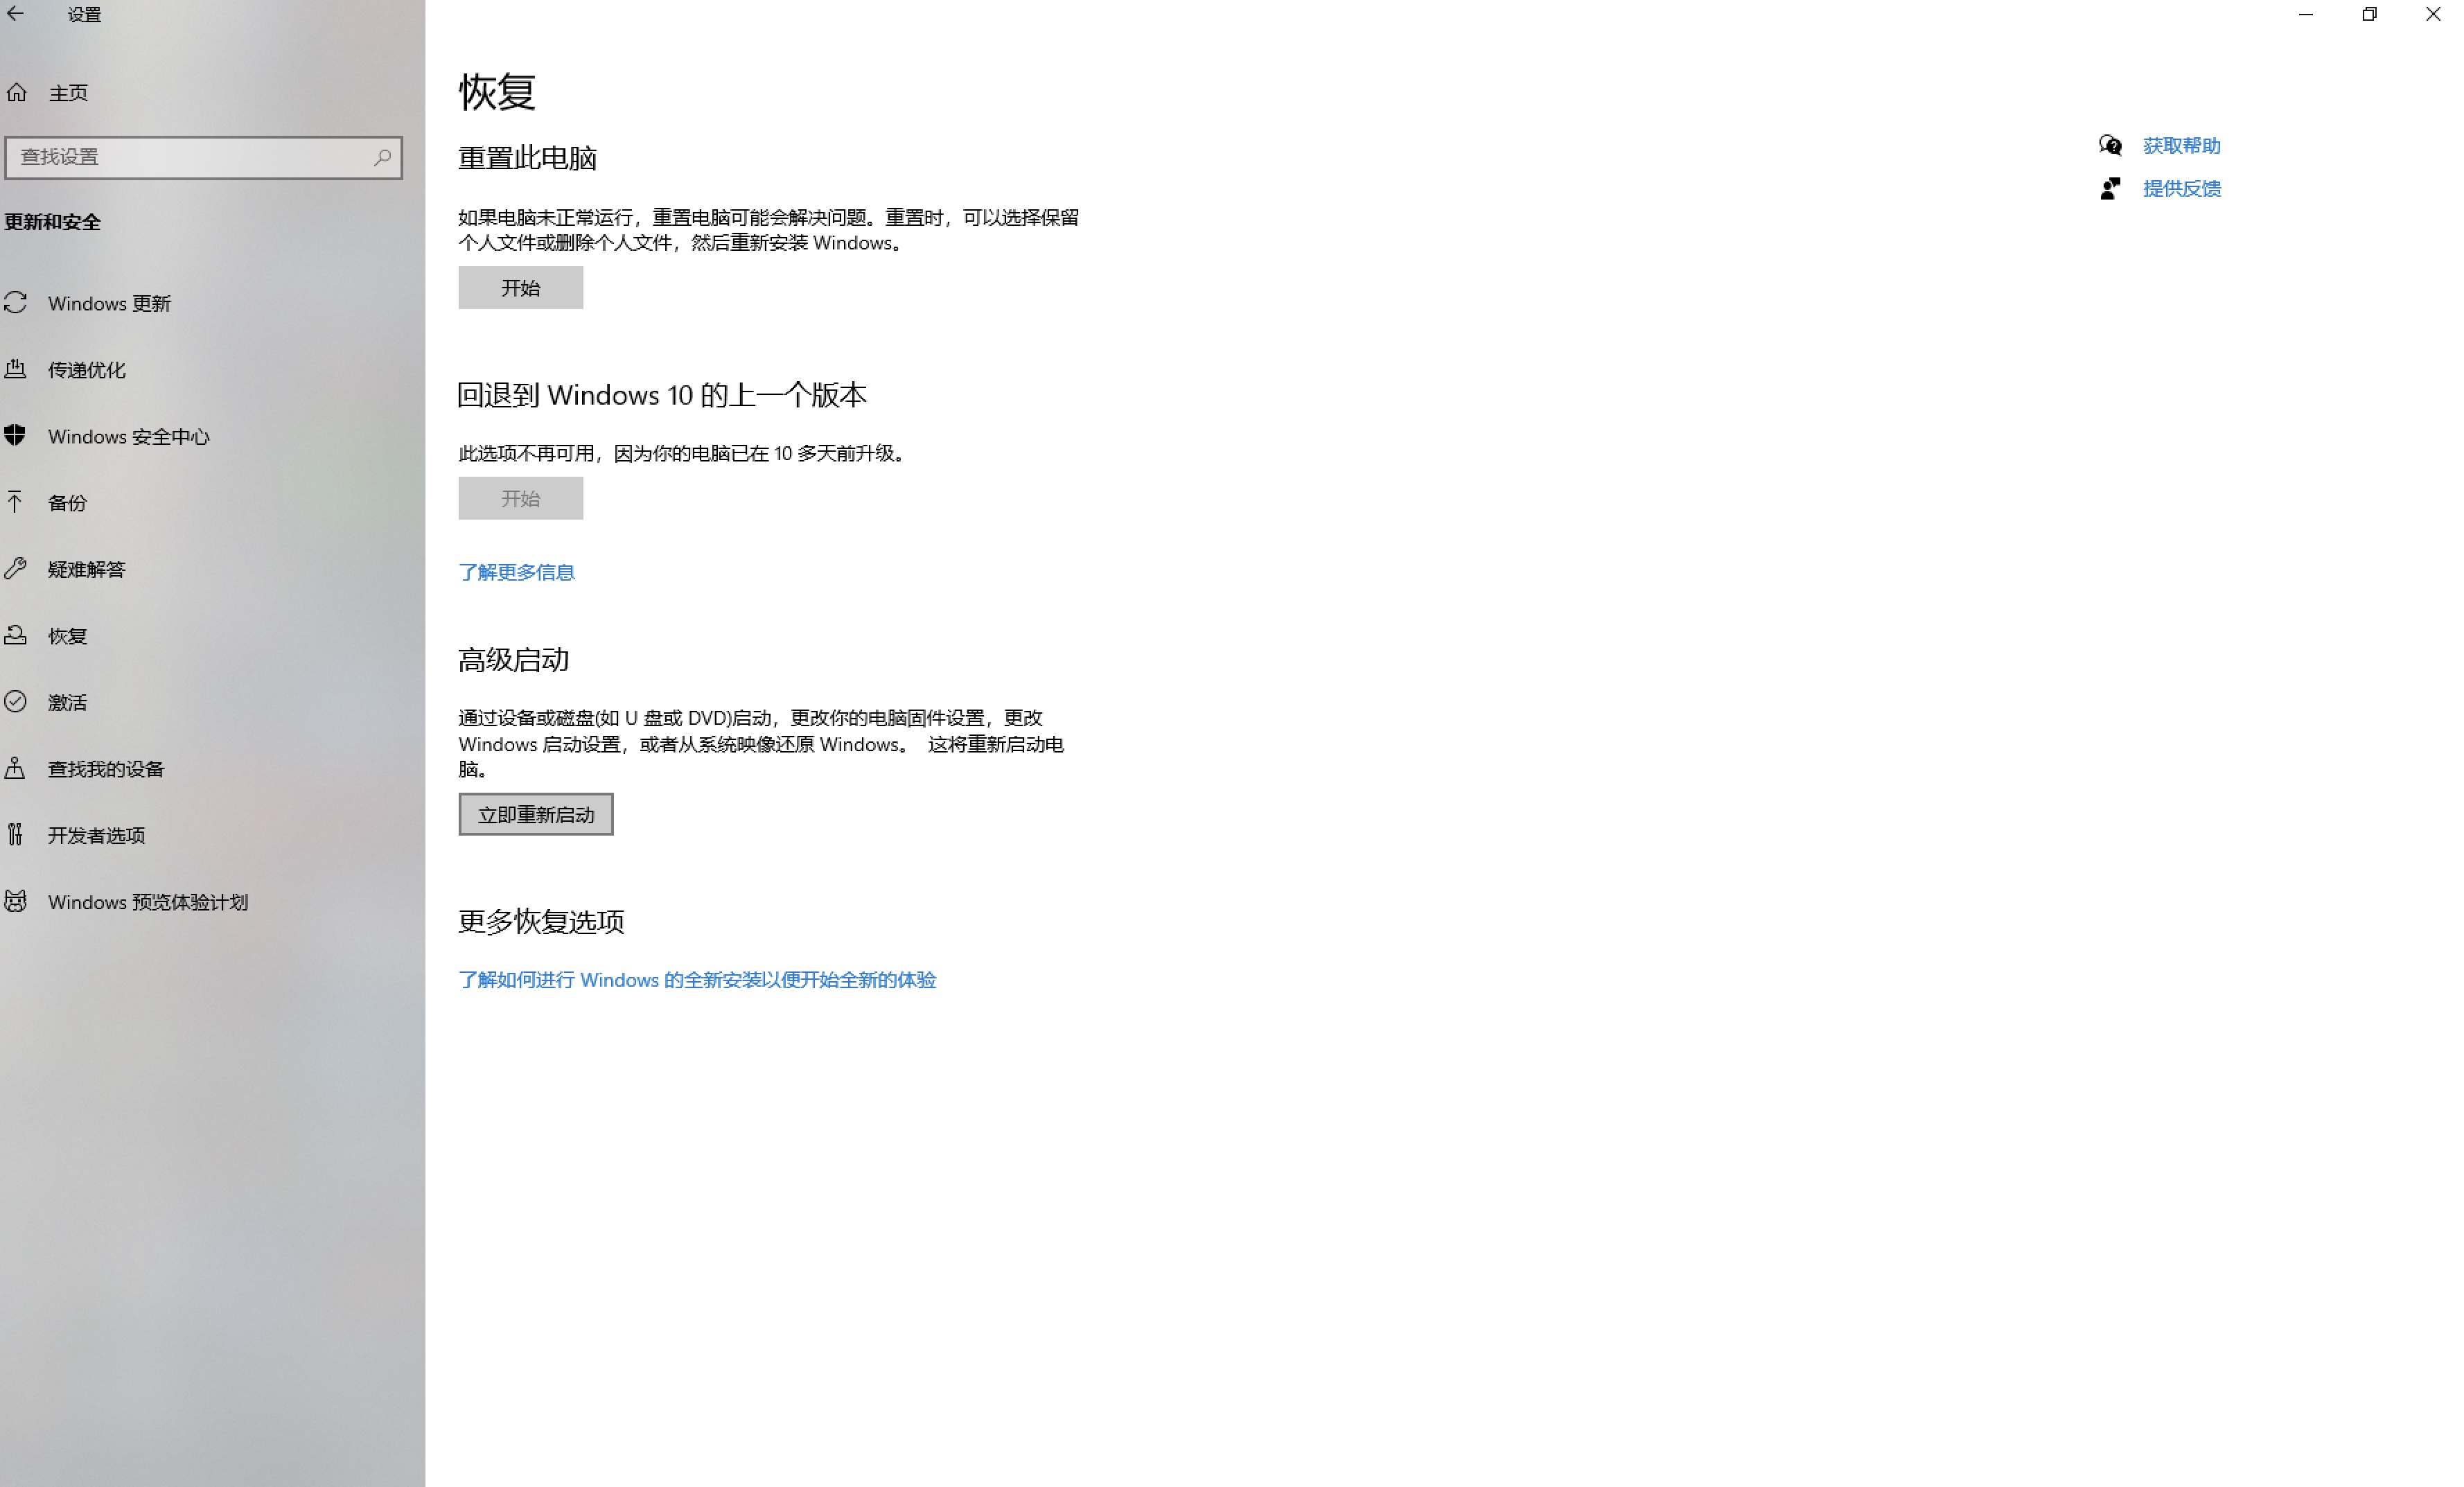 设置
主页
查找设置
更新和安全
Windows 更新
传递优化
Windows 安全中心
备份
疑难解答
恢复
激活
查找我的设备
开发者选项
Windows 预览体验计划
恢复
重置此电脑
如果电脑未正常运行，重置电脑可能会解决问题。重置时，可以选择保留
个人文件或删除个人文件，然后重新安装 Windows。
开始
回退到 Windows 10 的上一个版本
此选项不再可用，因为你的电脑已在 10 多天前升级。
开始
了解更多信息
高级启动
通过设备或磁盘(如 U 盘或 DVD)启动，更改你的电脑固件设置，更改
Windows 启动设置，或者从系统映像还原 Windows。 这将重新启动电
脑。
立即重新启动
更多恢复选项
了解如何进行 Windows 的全新安装以便开始全新的体验
获取帮助
提供反馈